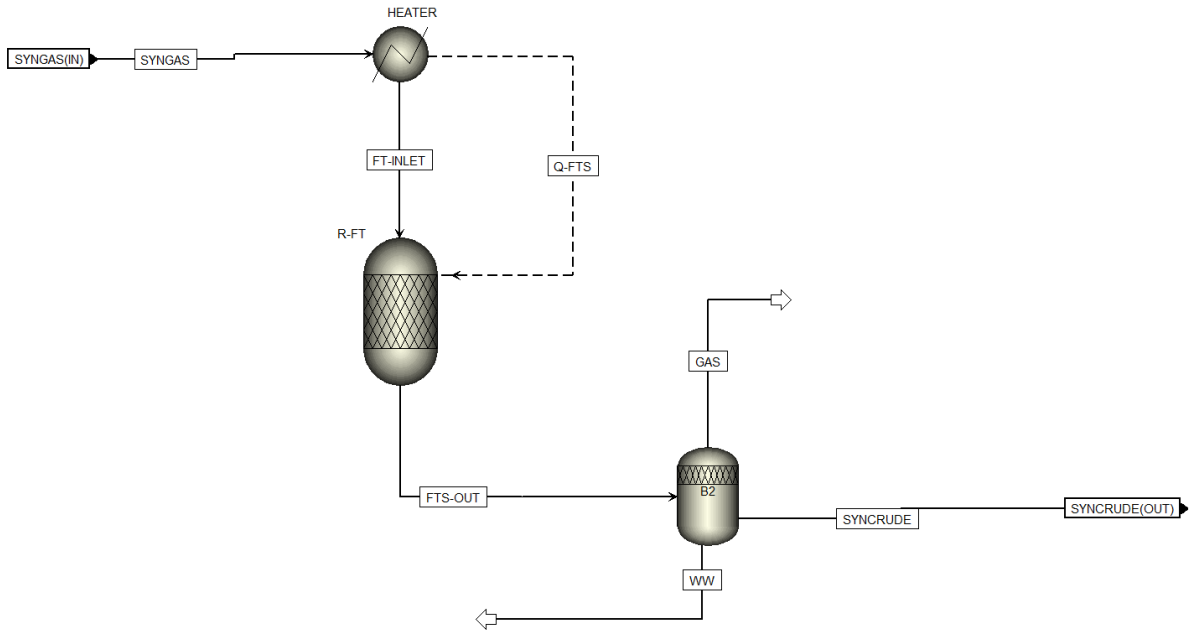 HEATER
SYNGAS(IN)
SYNGAS
FT-INLET
Q-FTS
R-FT
GAS
FTS-OUT
B2
SYNCRUDE
SYNCRUDE(OUT)
WW